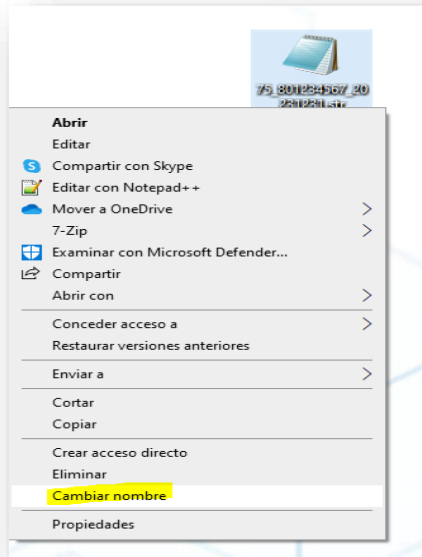 75_801234567_20
231231.str
Abrir
Editar
Compartir con Skype
Editar con Notepad++
Mover a OneDrive
7-Zip
Examinar con Microsoft Defender...
Compartir
Abrir con
Conceder acceso a
Restaurar versiones anteriores
Enviar a
Cortar
Copiar
Crear acceso directo
Eliminar
Cambiar nombre
Propiedades